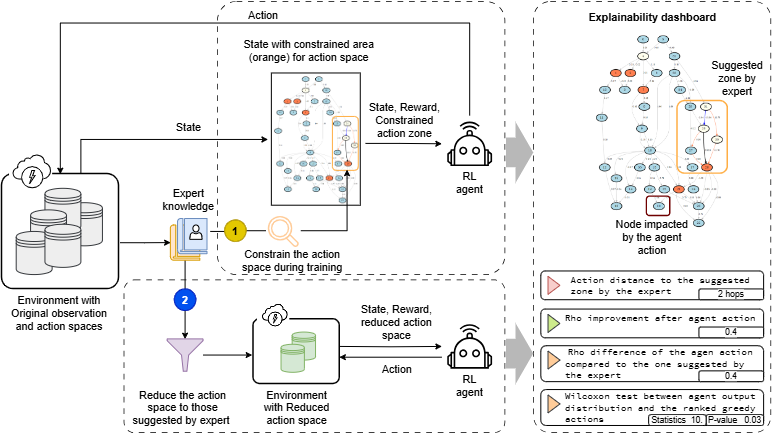 Action
State with constrained area
(orange) for action space
State
State, Reward,
Constrained
action zone
RL
agent
Expert
knowledge
1
Constrain the action
space during training
Environment with
Original observation
and action spaces
2
Reduce the action
space to those
suggested by expert
Environment
with Reduced
action space
State, Reward,
reduced action
space
Action
RL
agent
Explainability dashboard
Suggested
zone by
expert
Node impacted
by the agent
action
Action distance to the suggested
zone by the expert
2 hops
Rho improvement after agent action
0.4
Rho difference of the agen action
compared to the one suggested by
the expert
0.4
Wilcoxon test between agent output
distribution and the ranked greedy
actions
Statistics 10. P-value 0.03